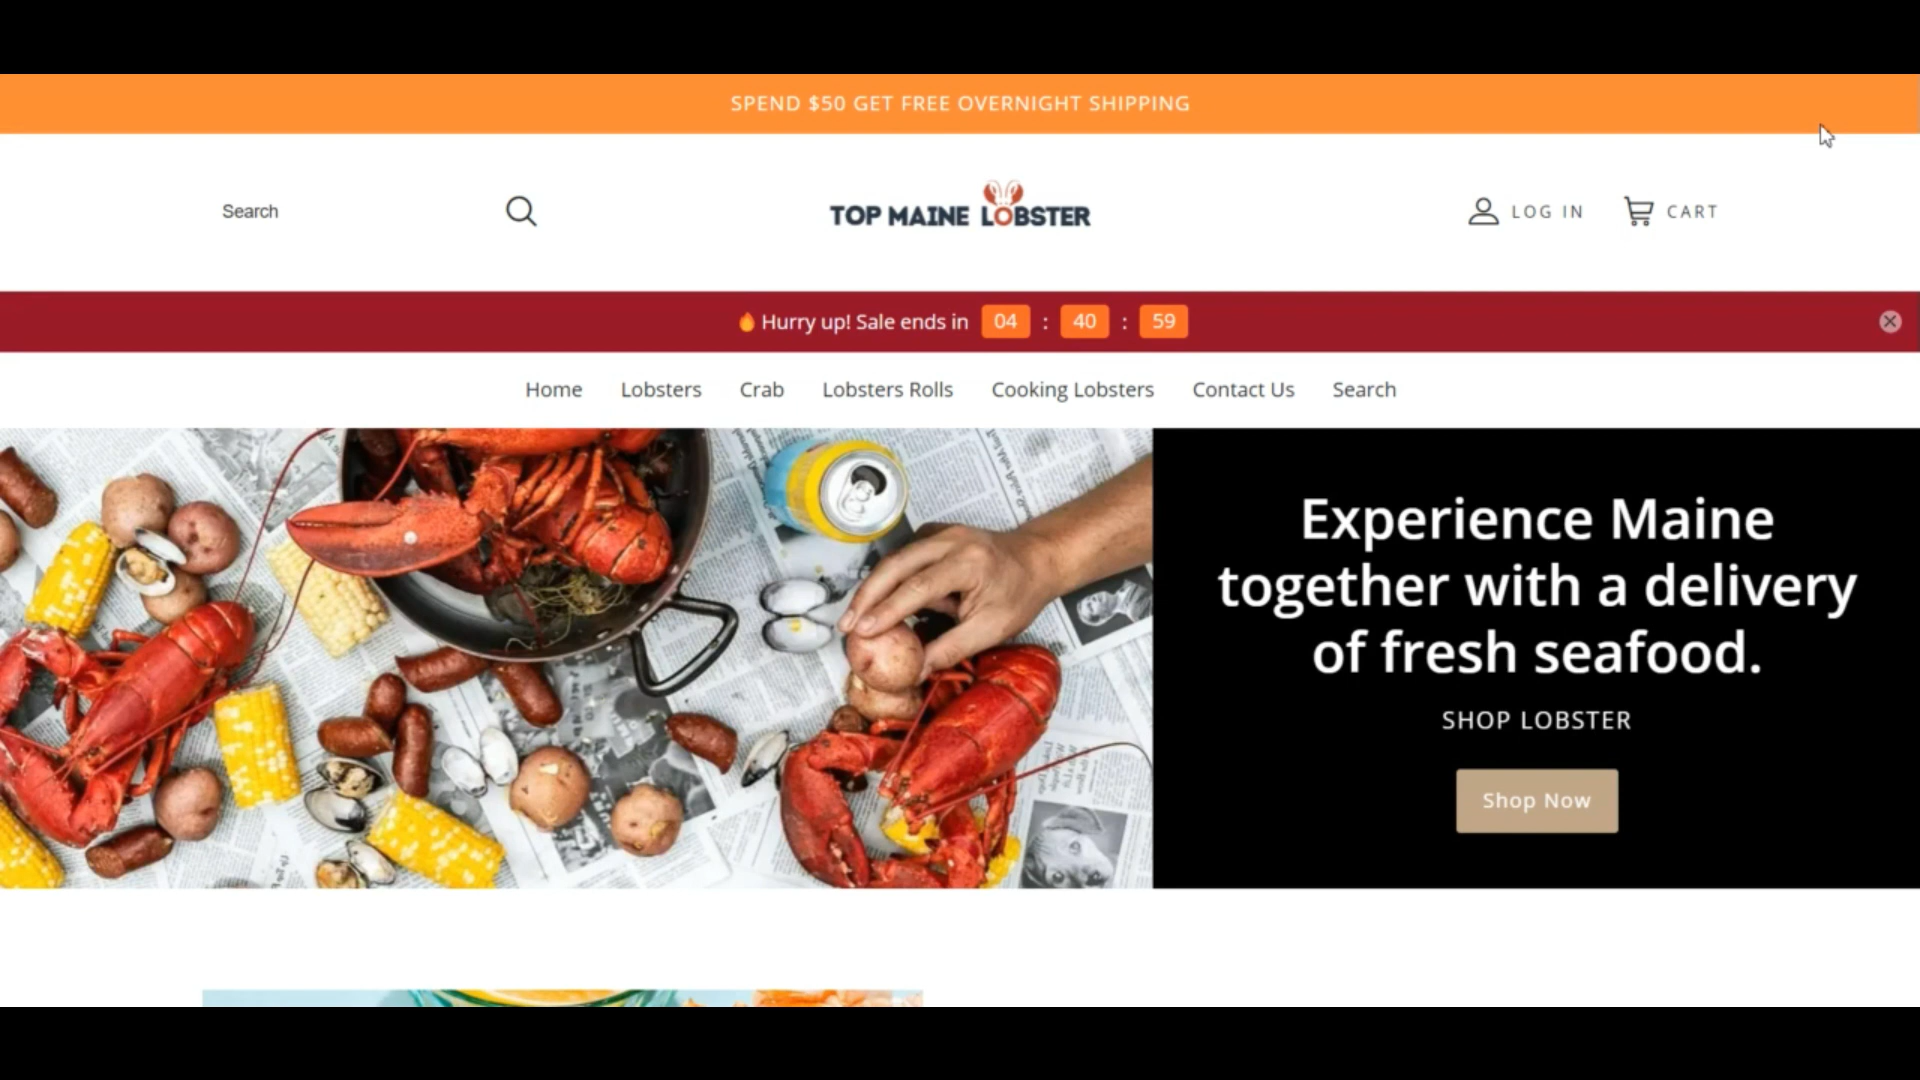 SPEND $50 GET FREE OVERNIGHT SHIPPING
Search
TOP MAINE LOBSTER
LOG IN
CART
Hurry up! Sale ends in 04 : 40 : 59
Home Lobsters Crab Lobsters Rolls Cooking Lobsters Contact Us Search
Experience Maine
together with a delivery
of fresh seafood.
SHOP LOBSTER
Shop Now